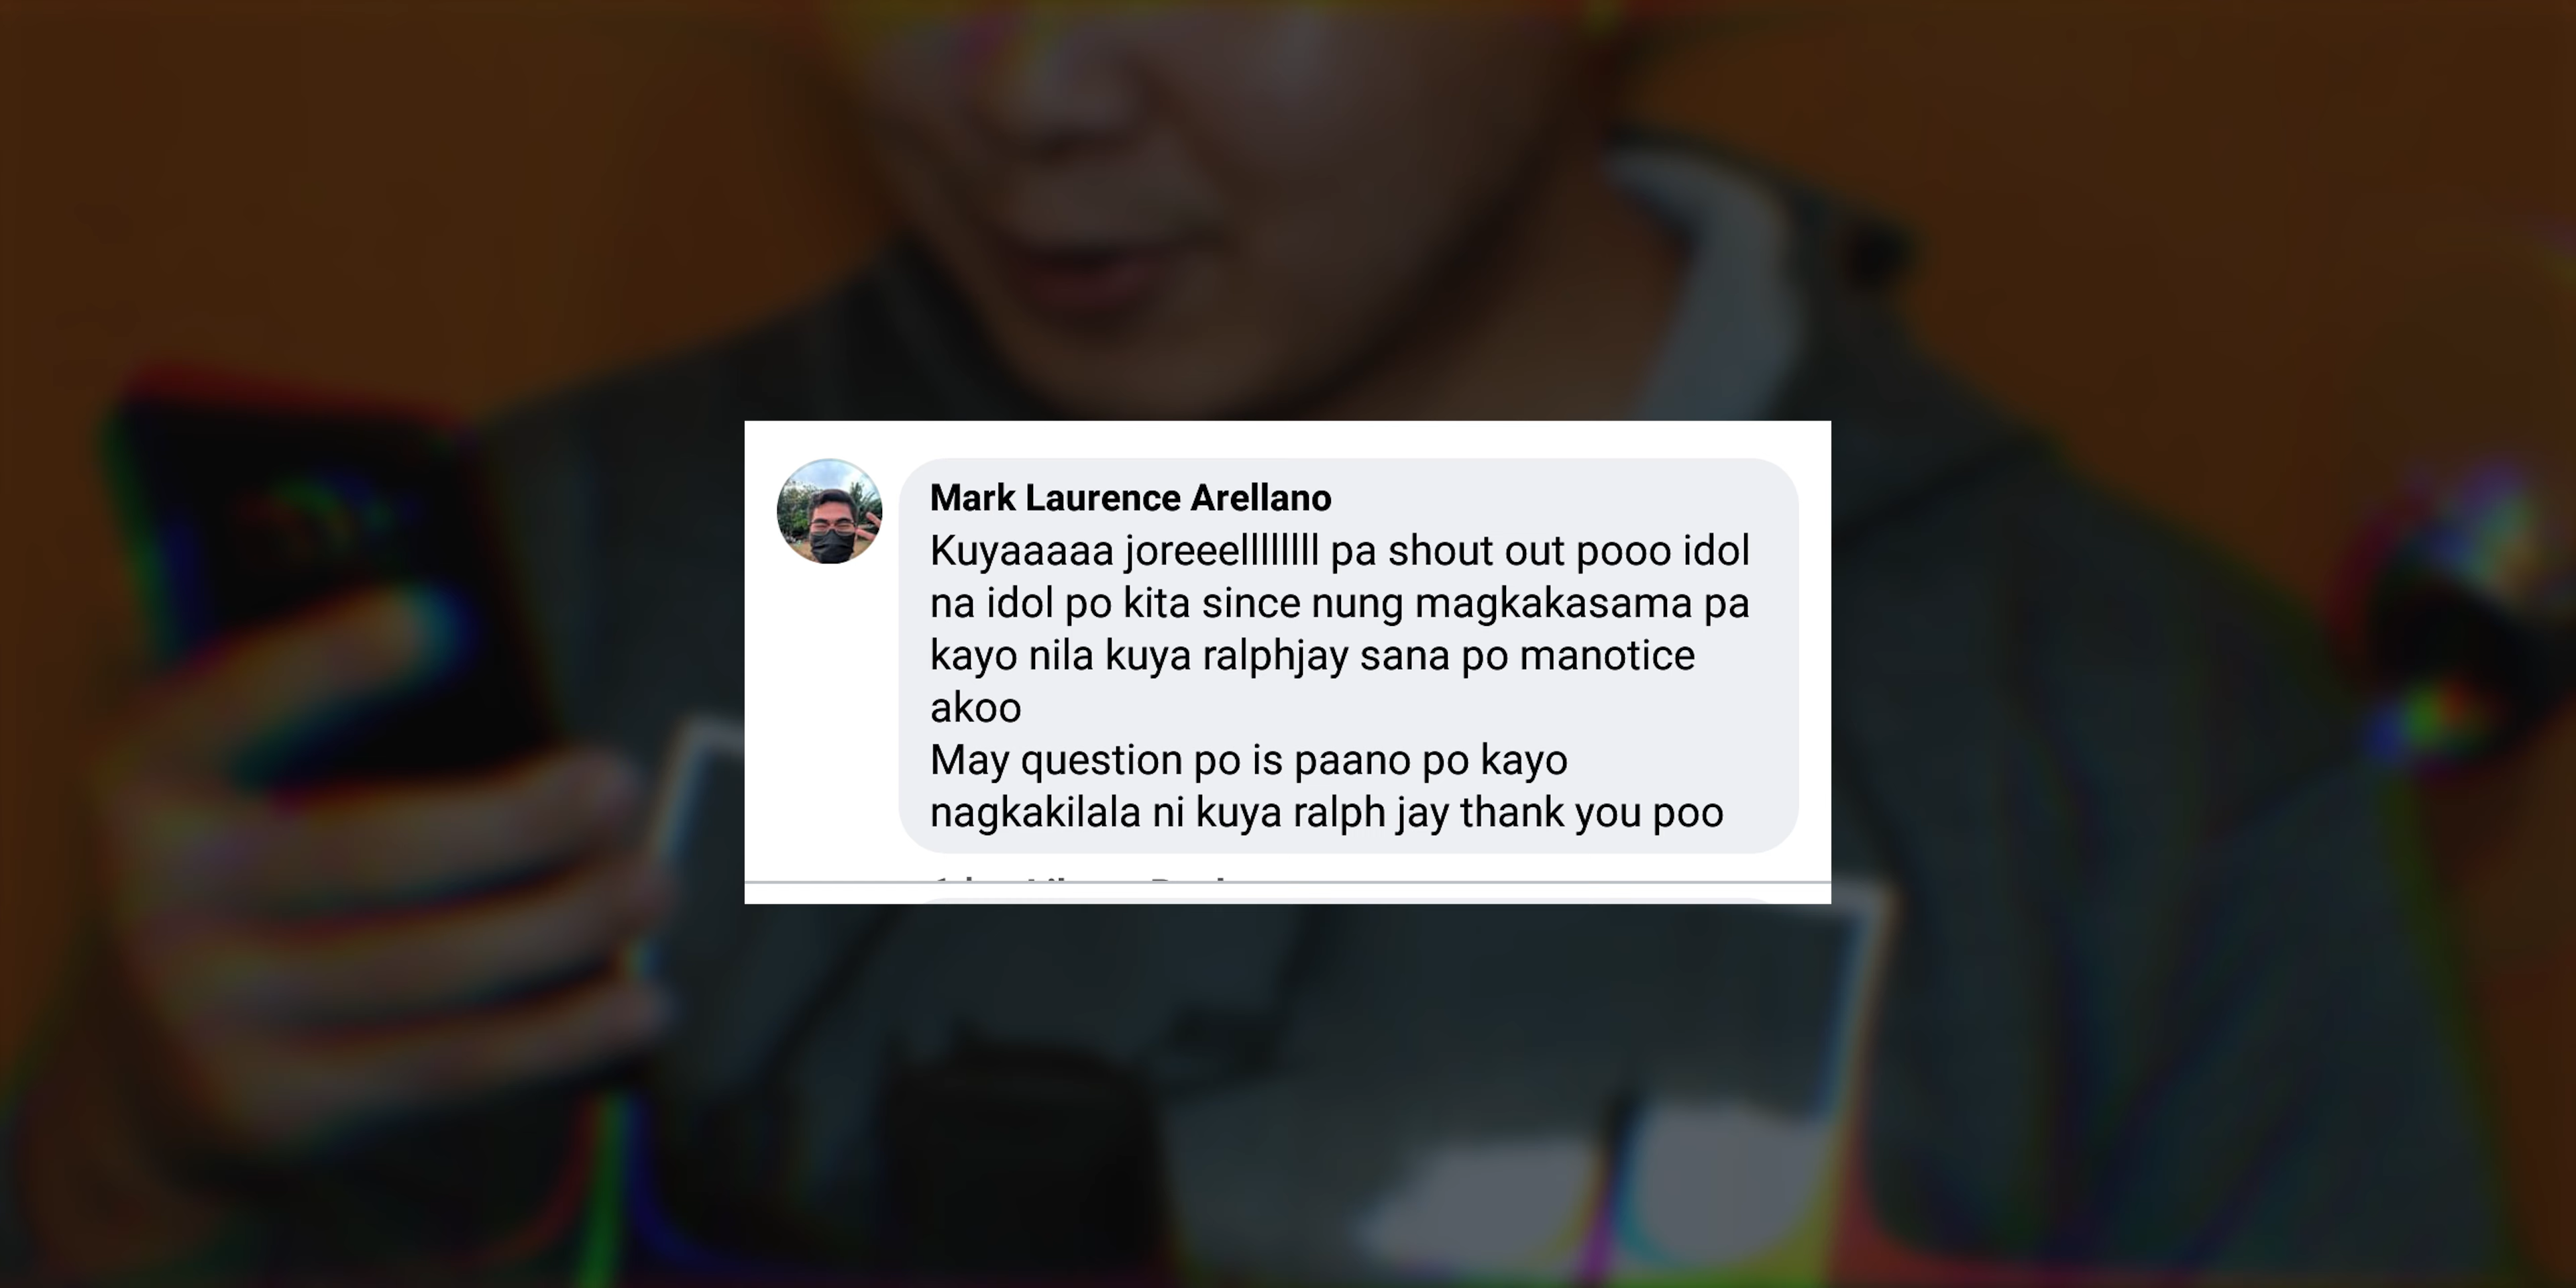 Mark Laurence Arellano
Kuyaaaaa joreeellllllll pa shout out pooo idol
na idol po kita since nung magkakasama pa
kayo nila kuya ralphjay sana po manotice
akoo
May question po is paano po kayo
nagkakilala ni kuya ralph jay thank you poo